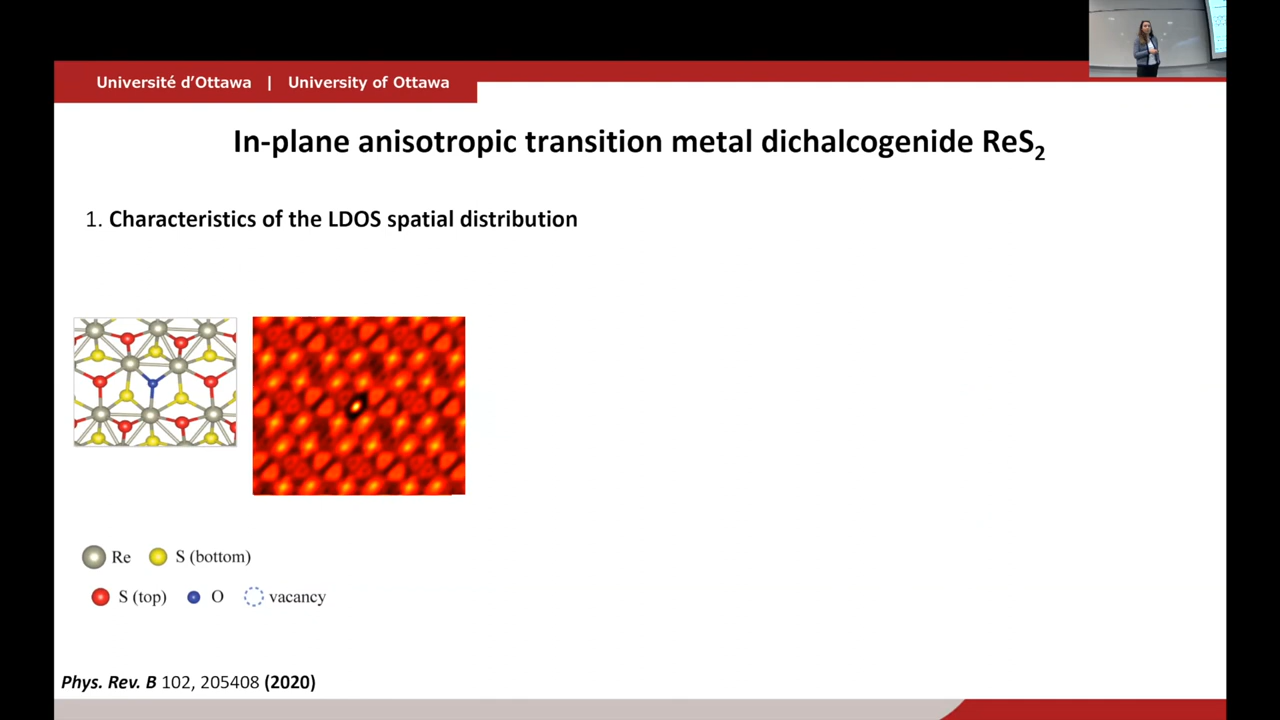 Université d'Ottawa | University of Ottawa
In-plane anisotropic transition metal dichalcogenide ReS₂
1. Characteristics of the LDOS spatial distribution
Re S (bottom)
S (top) O vacancy
Phys. Rev. B 102, 205408 (2020)